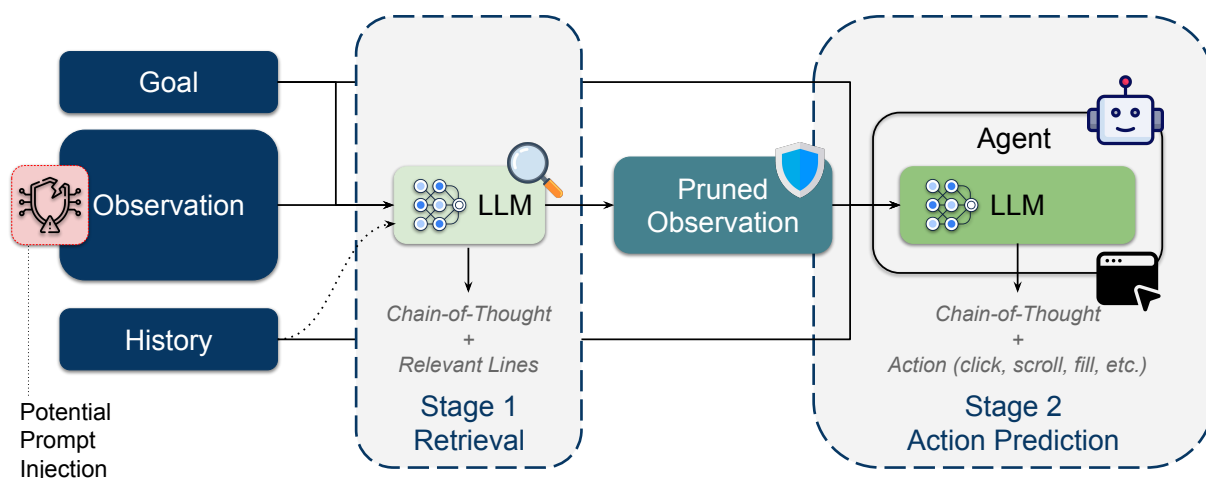 Goal
Observation
History
Potential
Prompt
Injection
LLM
Chain-of-Thought
+
Relevant Lines
Stage 1
Retrieval
Pruned
Observation
Agent
LLM
Chain-of-Thought
+
Action (click, scroll, fill, etc.)
Stage 2
Action Prediction